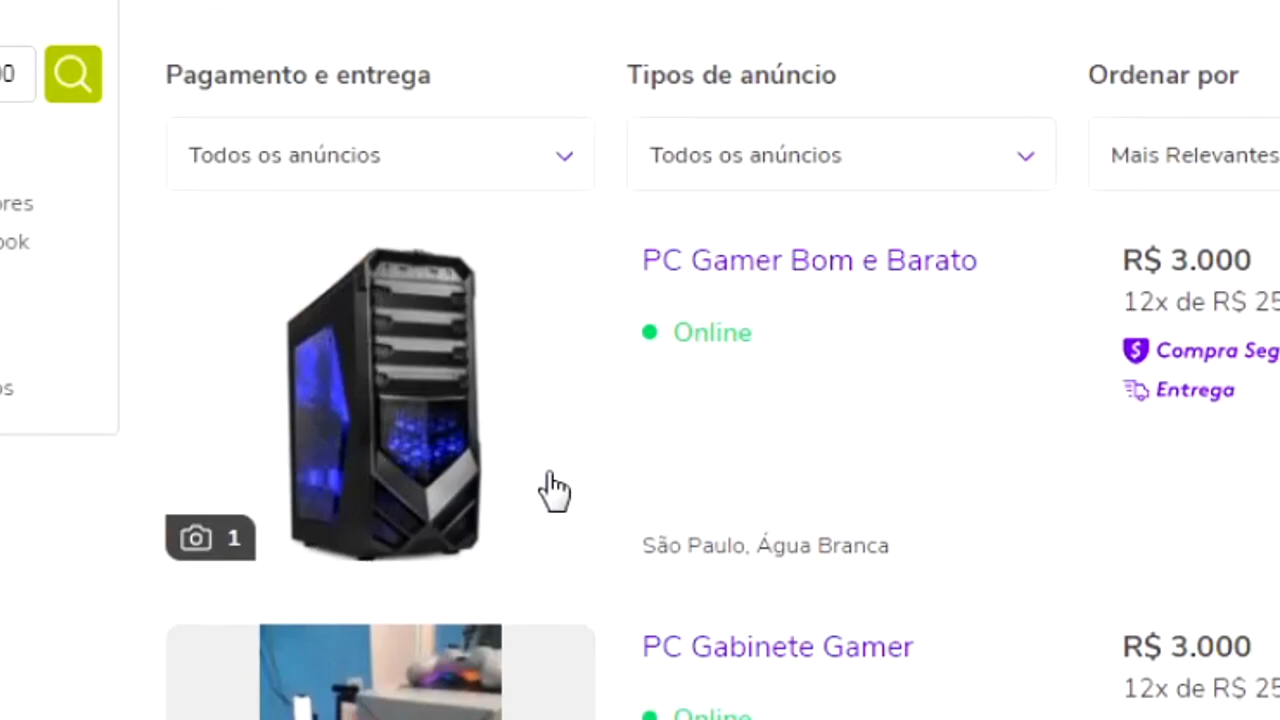 Pagamento e entrega
Tipos de anúncio
Ordenar por
Todos os anúncios
Todos os anúncios
Mais Relevantes
PC Gamer Bom e Barato
Online
São Paulo, Água Branca
R$ 3.000
12x de R$ 25
Compra Seg
Entrega
1
PC Gabinete Gamer
Online
R$ 3.000
12x de R$ 25